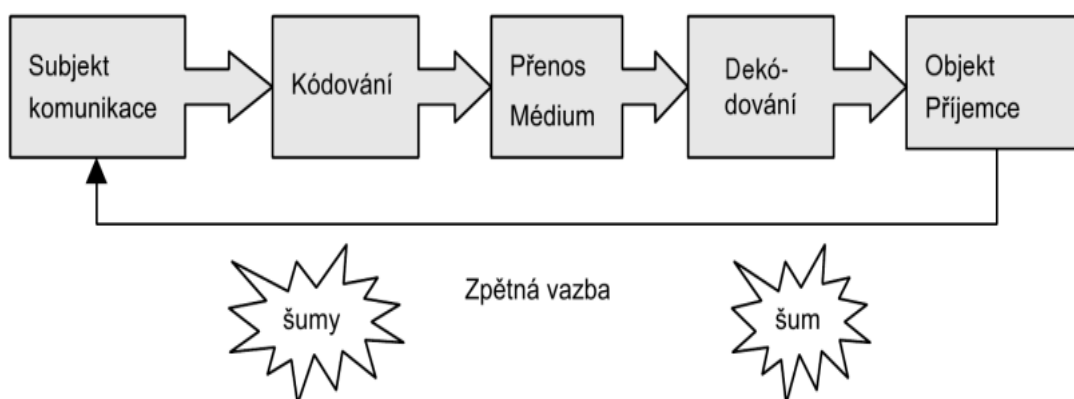 Subjekt
komunikace
Kódování
Přenos
Médium
Dekó-
dování
Objekt
Příjemce
Zpětná vazba
šumy
šum